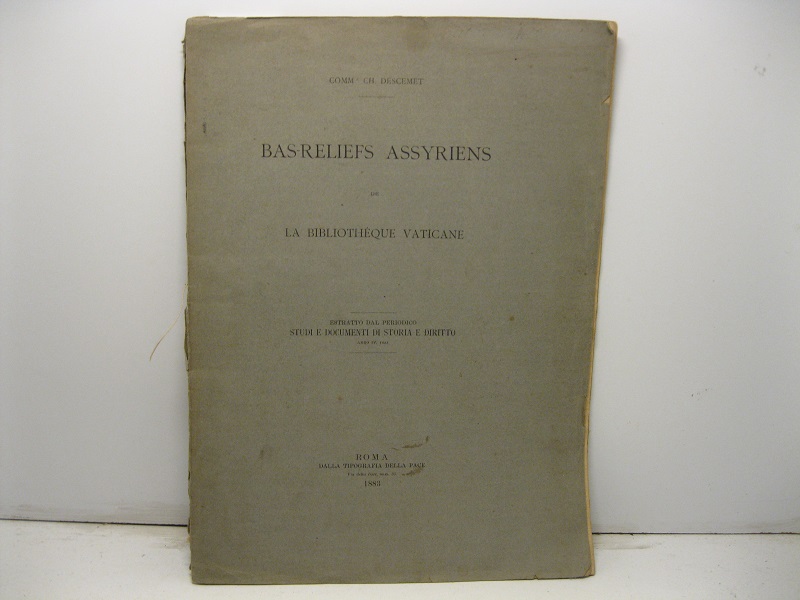 COMM.r CH. DESCEMET
BAS-RELIEFS ASSYRIENS
DE
LA BIBLIOTHÈQUE VATICANE
ESTRATTO DAL PERIODICO
STUDI E DOCUMENTI DI STORIA E DIRITTO
ROMA
DALLA TIPOGRAFIA DELLA PACE
1883